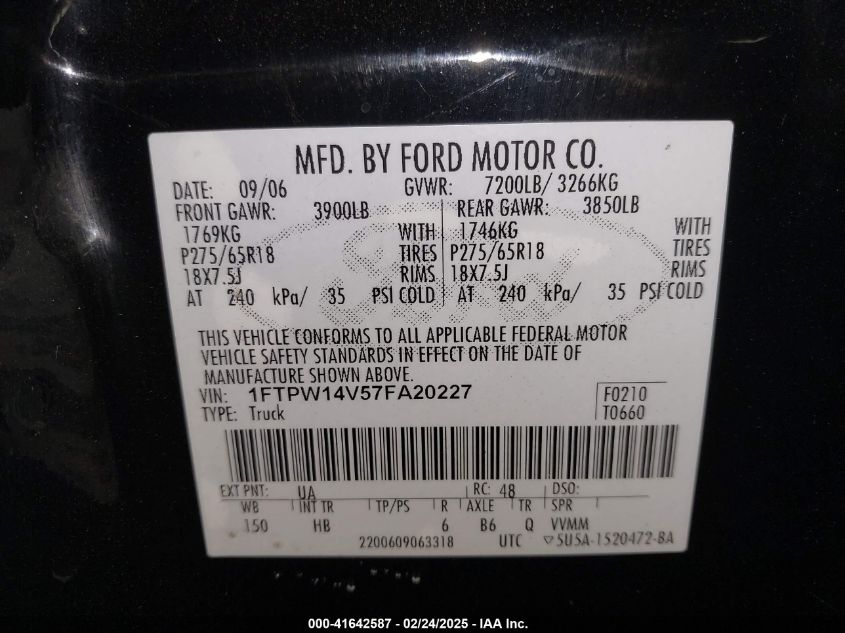 MFD. BY FORD MOTOR CO.
DATE: 09/06 GVWR: 7200LB/ 3266KG
FRONT GAWR: 3900LB REAR GAWR: 3850LB
1769KG WITH 1746KG WITH
P275/65R18 TIRES P275/65R18 TIRES
18X7.5J RIMS 18X7.5J RIMS
AT 240 kPa/ 35 PSI COLD AT 240 kPa/ 35 PSI COLD
THIS VEHICLE CONFORMS TO ALL APPLICABLE FEDERAL MOTOR
VEHICLE SAFETY STANDARDS IN EFFECT ON THE DATE OF
MANUFACTURE SHOWN ABOVE.
VIN: 1FTPW14V57FA20227 F0210
TYPE: Truck T0660
EXT PNT: UA RC: 48 DSO:
WB INT TR TP/PS R AXLE TR SPR
150 HB 6 B6 Q VVMM
2200609063318 UTC ▽5U5A-1520472-BA
000-41642587 - 02/24/2025 - IAA Inc.